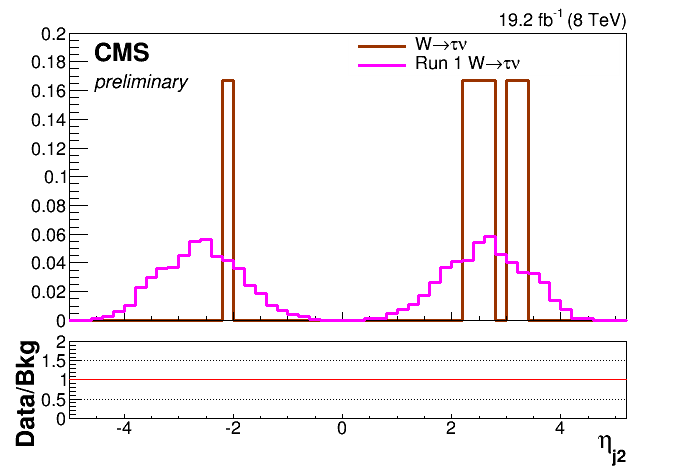 19.2 fb⁻¹ (8 TeV)
CMS
preliminary
W→τν
Run 1 W→τν
0.2
0.18
0.16
0.14
0.12
0.1
0.08
0.06
0.04
0.02
0
Data/Bkg
2
1.5
1
0.5
0
-4 -2 0 2 4
η_j2